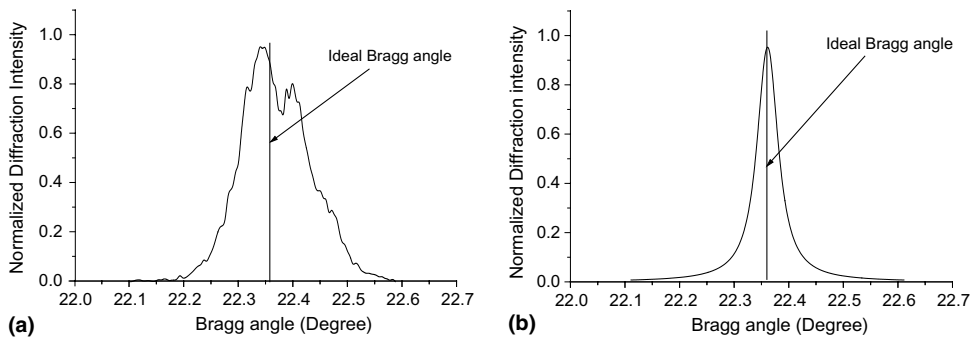 Normalized Diffraction Intensity
1.0
0.8
0.6
0.4
0.2
0.0
Ideal Bragg angle
22.0 22.1 22.2 22.3 22.4 22.5 22.6 22.7
Bragg angle (Degree)
(a)
Normalized Diffraction intensity
1.0
0.8
0.6
0.4
0.2
0.0
Ideal Bragg angle
22.0 22.1 22.2 22.3 22.4 22.5 22.6 22.7
Bragg angle (Degree)
(b)